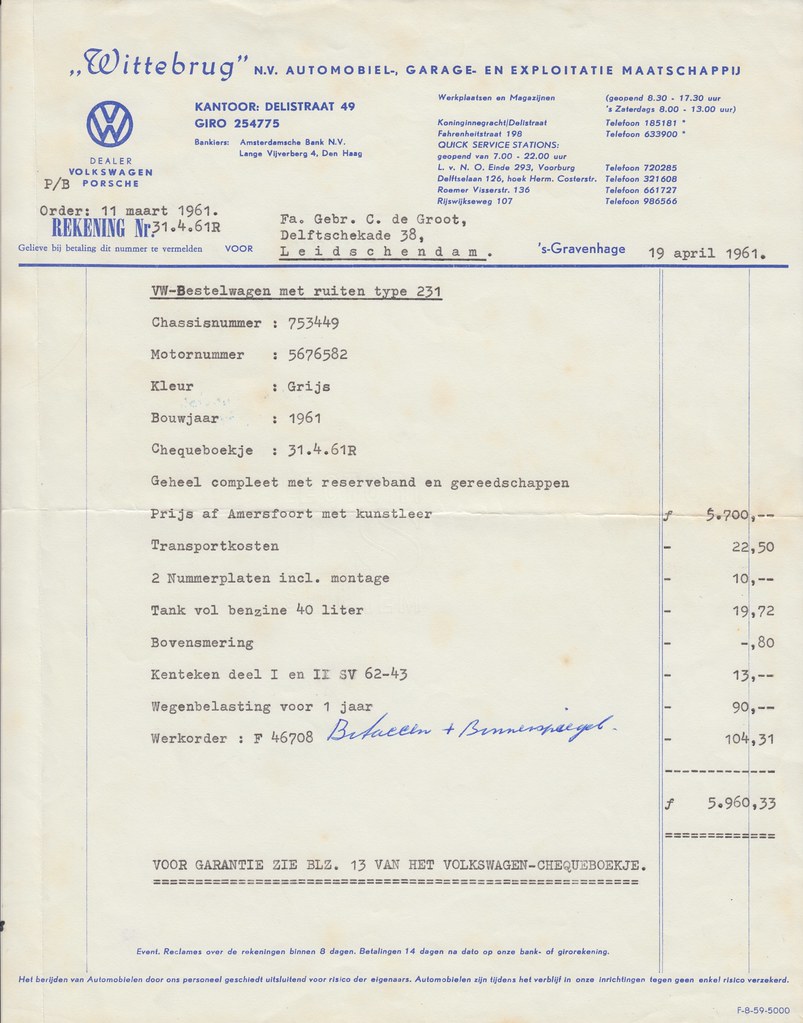 „Wittebrug” N.V. AUTOMOBIEL-, GARAGE- EN EXPLOITATIE MAATSCHAPPIJ
VW
DEALER
VOLKSWAGEN
PORSCHE
P/B
KANTOOR: DELISTRAAT 49
GIRO 254775
Bankiers: Amsterdamsche Bank N.V.
Lange Vijverberg 4, Den Haag
Werkplaatsen en Magazijnen (geopend 8.30 - 17.30 uur
's Zaterdags 8.00 - 13.00 uur)
Koninginnegracht/Delistraat Telefoon 185181 *
Fahrenheitstraat 198 Telefoon 633900 *
QUICK SERVICE STATIONS:
geopend van 7.00 - 22.00 uur
L. v. N. O. Einde 293, Voorburg Telefoon 720285
Delftselaan 126, hoek Herm. Costerstr. Telefoon 321608
Roemer Visserstr. 136 Telefoon 661727
Rijswijkseweg 107 Telefoon 986566
Order: 11 maart 1961.
REKENING Nr. 31.4.61R
Gelieve bij betaling dit nummer te vermelden VOOR
Fa. Gebr. C. de Groot,
Delftschekade 38,
Leidschendam.
's-Gravenhage 19 april 1961.
VW-Bestelwagen met ruiten type 231
Chassisnummer : 753449
Motornummer : 5676582
Kleur : Grijs
Bouwjaar : 1961
Chequeboekje : 31.4.61R
Geheel compleet met reserveband en gereedschappen
Prijs af Amersfoort met kunstleer f 5.700,--
Transportkosten - 22,50
2 Nummerplaten incl. montage - 10,--
Tank vol benzine 40 liter - 19,72
Bovensmering - -,80
Kenteken deel I en II SV 62-43 - 13,--
Wegenbelasting voor 1 jaar - 90,--
Werkorder : F 46708 + Binnenspiegel. - 104,31
-------------
f 5.960,33
=============
VOOR GARANTIE ZIE BLZ. 13 VAN HET VOLKSWAGEN-CHEQUEBOEKJE.
==========================================================
Event. Reclames over de rekeningen binnen 8 dagen. Betalingen 14 dagen na dato op onze bank- of girorekening.
Het berijden van Automobielen door ons personeel geschiedt uitsluitend voor risico der eigenaars. Automobielen zijn tijdens het verblijf in onze inrichtingen tegen geen enkel risico verzekerd.
F-8-59-5000